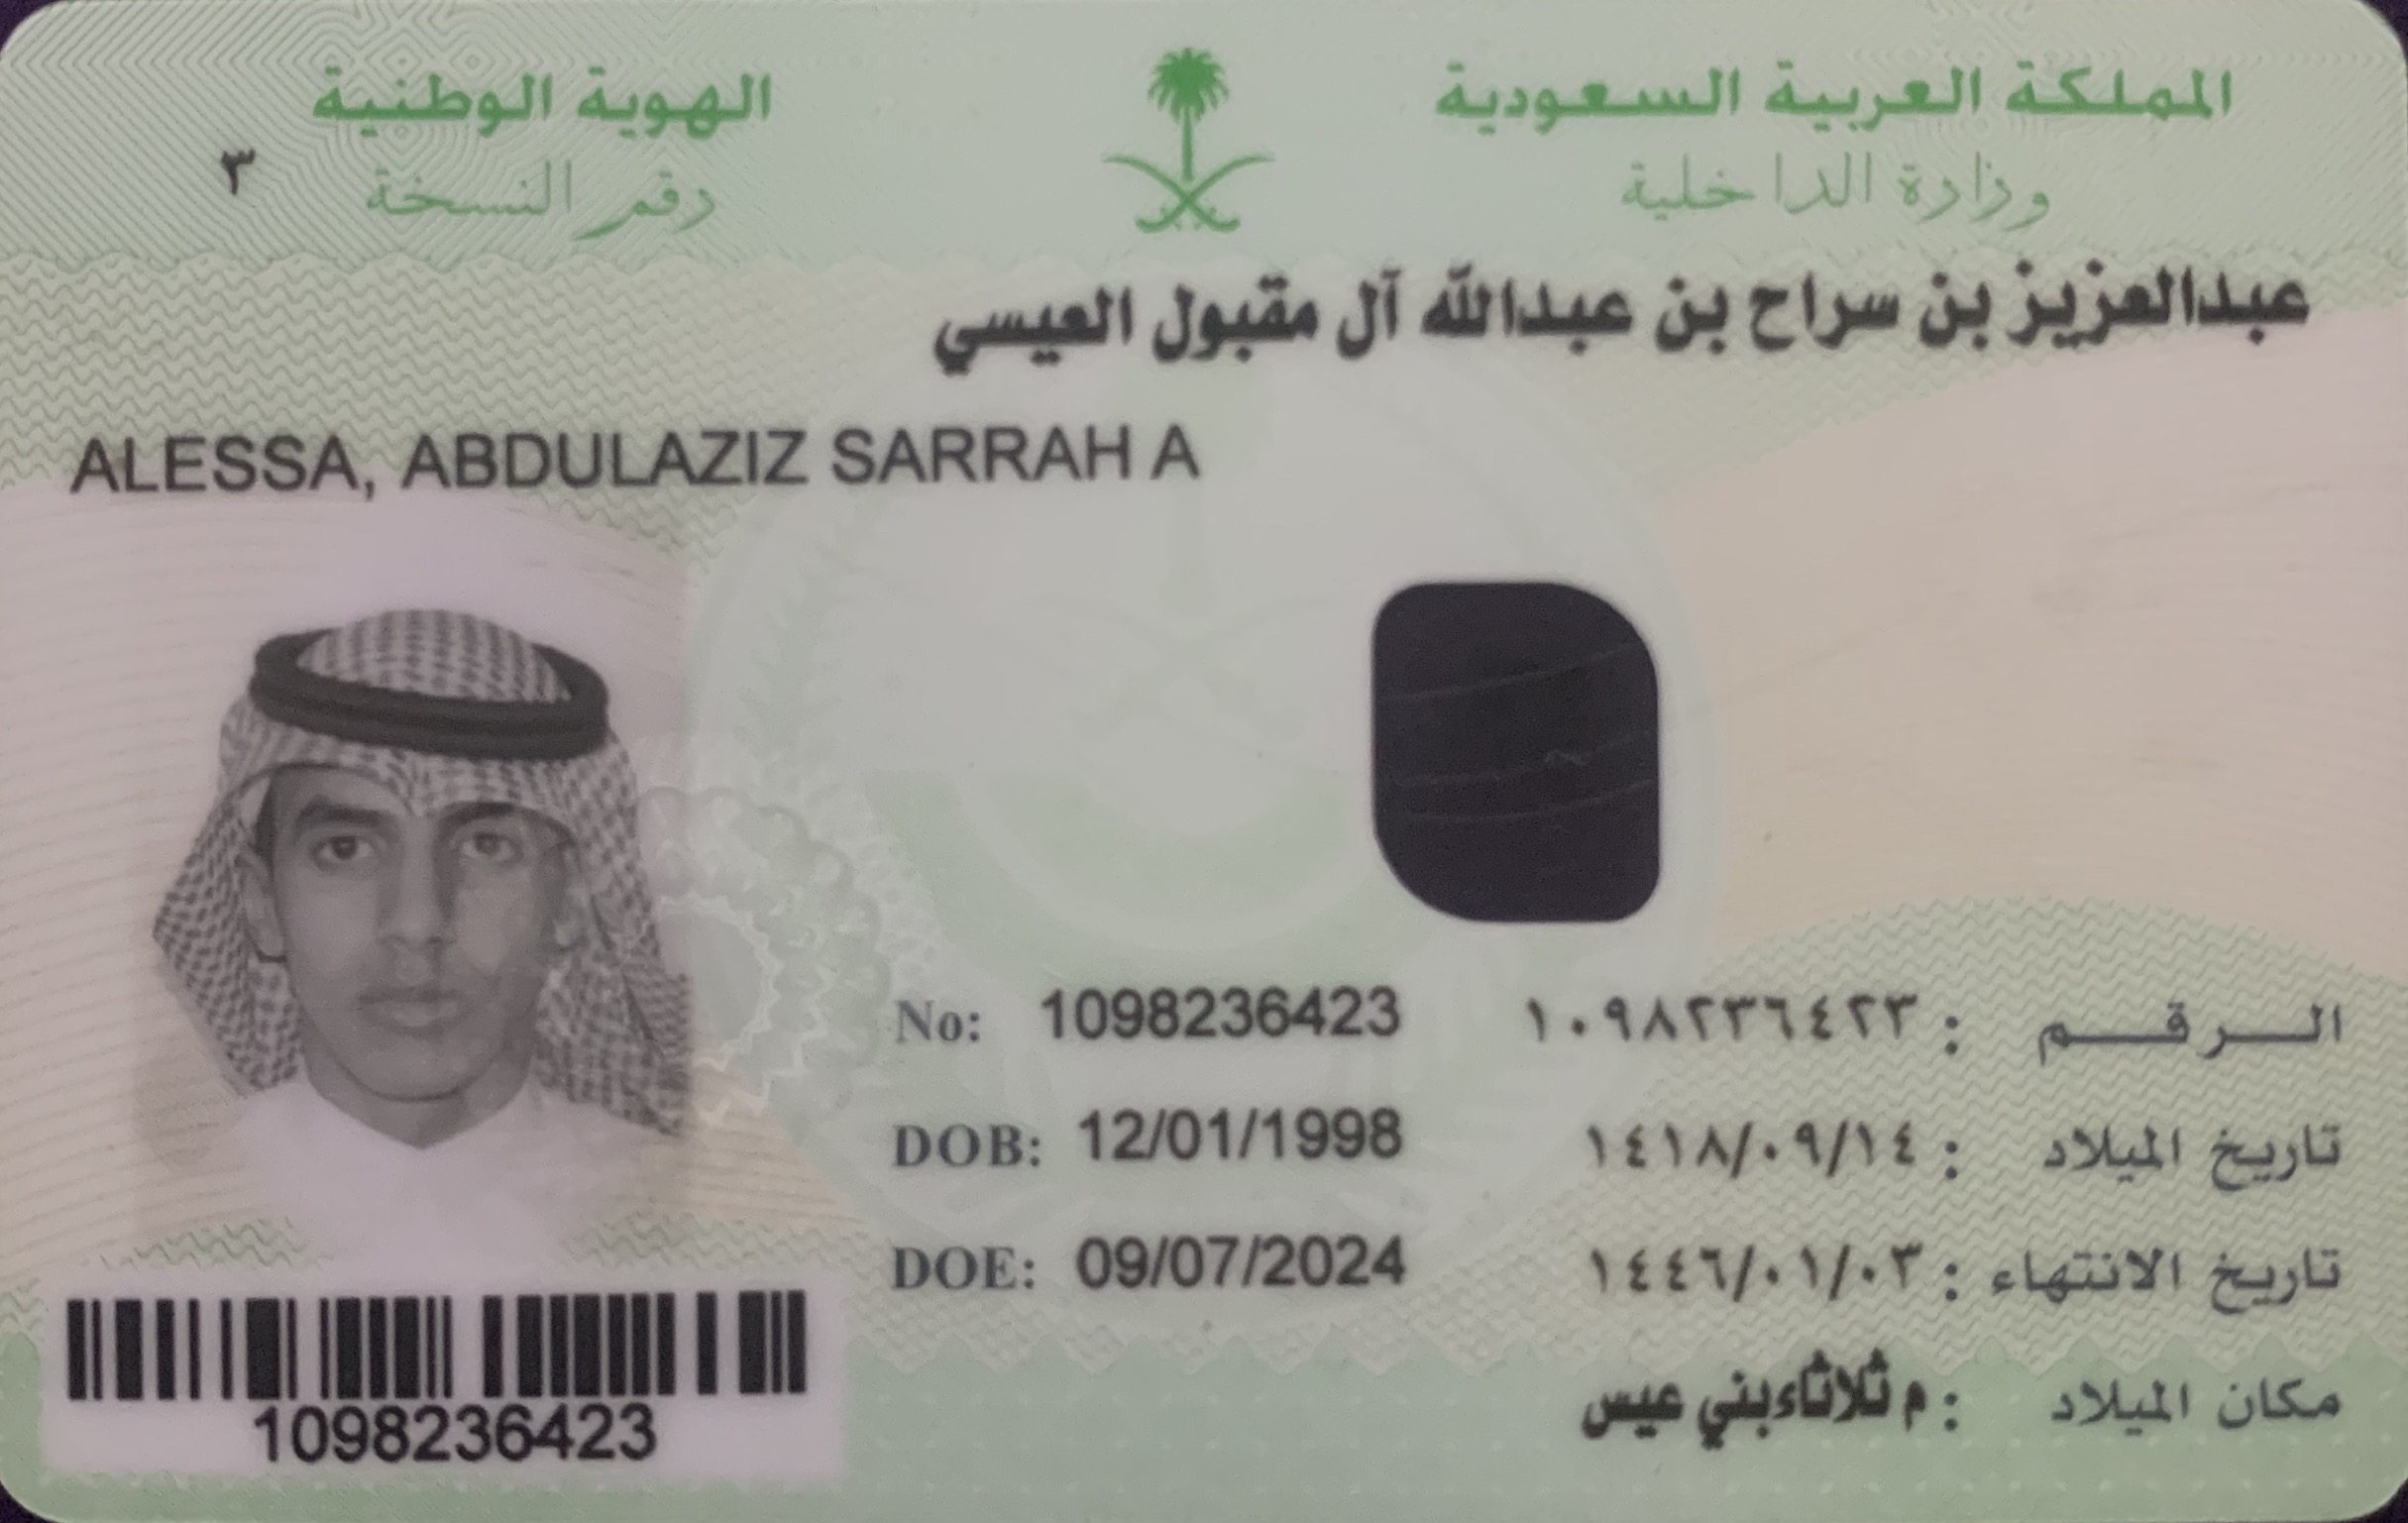 المملكة العربية السعودية
وزارة الداخلية
الهوية الوطنية
رقم النسخة ٣
عبدالعزيز بن سراح بن عبدالله آل مقبول العيسي
ALESSA, ABDULAZIZ SARRAH A
الرقم : ١٠٩٨٢٣٦٤٢٣
No: 1098236423
تاريخ الميلاد : ١٤١٨/٠٩/١٤
DOB: 12/01/1998
تاريخ الانتهاء : ١٤٤٦/٠١/٠٣
DOE: 09/07/2024
مكان الميلاد : م ثلاثاءبني عيس
1098236423